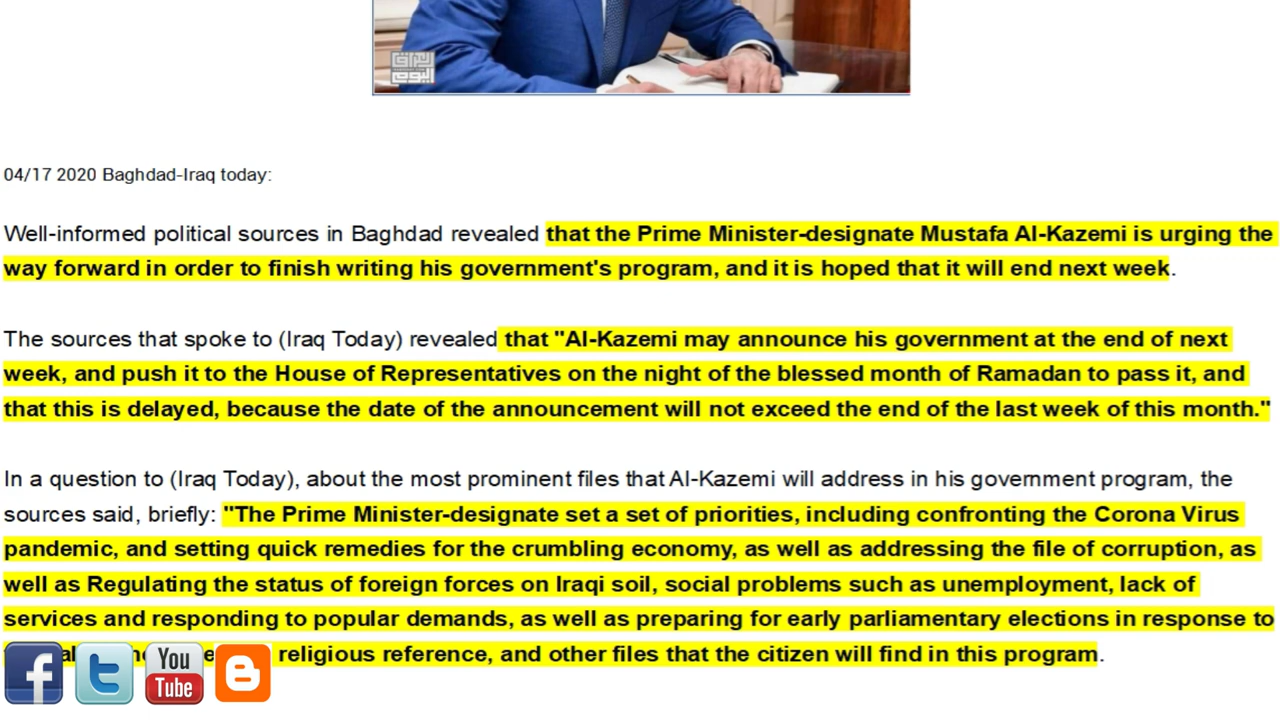 العراق
اليوم
04/17 2020 Baghdad-Iraq today:
Well-informed political sources in Baghdad revealed that the Prime Minister-designate Mustafa Al-Kazemi is urging the
way forward in order to finish writing his government's program, and it is hoped that it will end next week.
The sources that spoke to (Iraq Today) revealed that "Al-Kazemi may announce his government at the end of next
week, and push it to the House of Representatives on the night of the blessed month of Ramadan to pass it, and
that this is delayed, because the date of the announcement will not exceed the end of the last week of this month."
In a question to (Iraq Today), about the most prominent files that Al-Kazemi will address in his government program, the
sources said, briefly: "The Prime Minister-designate set a set of priorities, including confronting the Corona Virus
pandemic, and setting quick remedies for the crumbling economy, as well as addressing the file of corruption, as
well as Regulating the status of foreign forces on Iraqi soil, social problems such as unemployment, lack of
services and responding to popular demands, as well as preparing for early parliamentary elections in response to
religious reference, and other files that the citizen will find in this program.
f t You Tube B